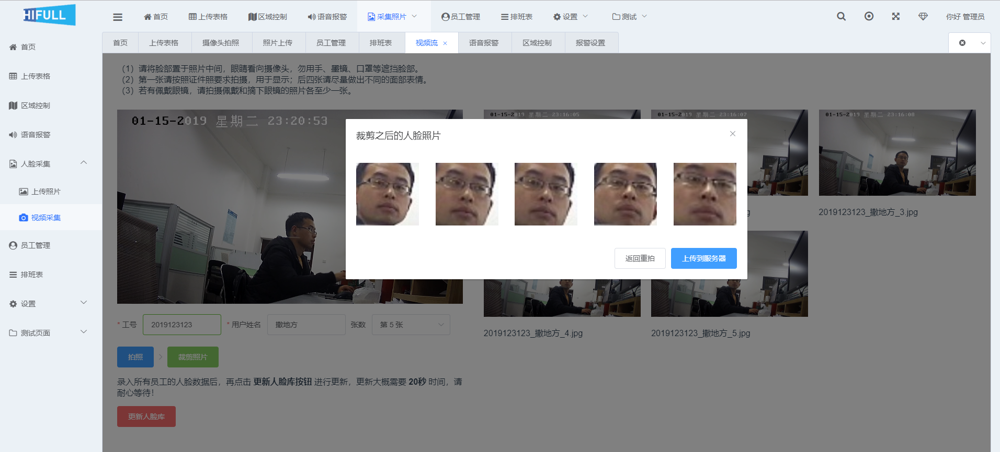 HIFULL
首页
上传表格
区域控制
语音报警
采集照片
员工管理
排班表
设置
测试
你好 管理员
首页
上传表格
摄像头拍照
照片上传
员工管理
排班表
视频流
语音报警
区域控制
报警设置
首页
上传表格
区域控制
语音报警
人脸采集
上传照片
视频采集
员工管理
排班表
设置
测试页面
（1）请将脸部置于照片中间，眼睛看向摄像头，勿用手、墨镜、口罩等遮挡脸部。
（2）第一张请按照证件照要求拍摄，用于显示；后四张请尽量做出不同的面部表情。
（3）若有佩戴眼镜，请拍摄佩戴和摘下眼镜的照片各至少一张。
01-15-2019 星期二 23:20:53
01-15-2019 星期二 23:16:05
01-15-2019 星期二 23:16:07
01-15-2019 星期二 23:16:08
裁剪之后的人脸照片
返回重拍
上传到服务器
g
2019123123_撒地方_3.jpg
2019123123_撒地方_4.jpg
2019123123_撒地方_5.jpg
* 工号
2019123123
* 用户姓名
撒地方
张数
第 5 张
拍照
裁剪照片
录入所有员工的人脸数据后，再点击 更新人脸库按钮 进行更新，更新大概需要 20秒 时间，请
耐心等待！
更新人脸库